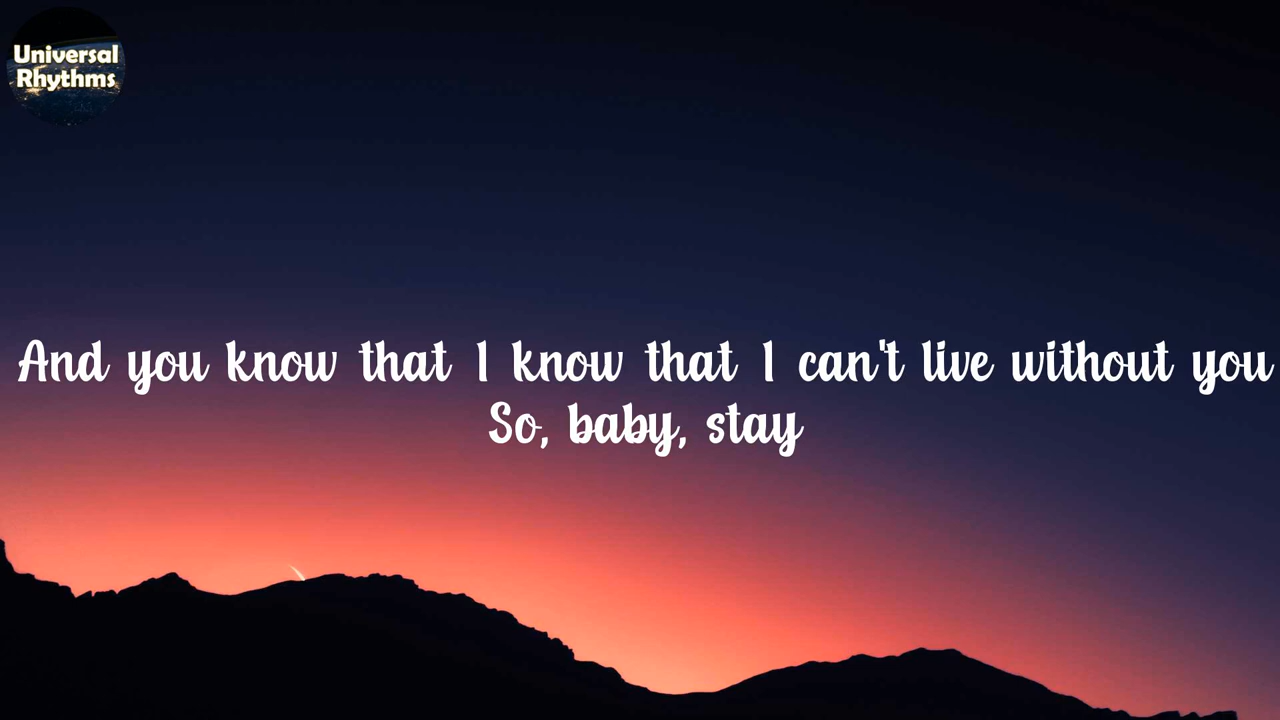 Universal
Rhythms
And you know that I know that I can't live without you
So, baby, stay